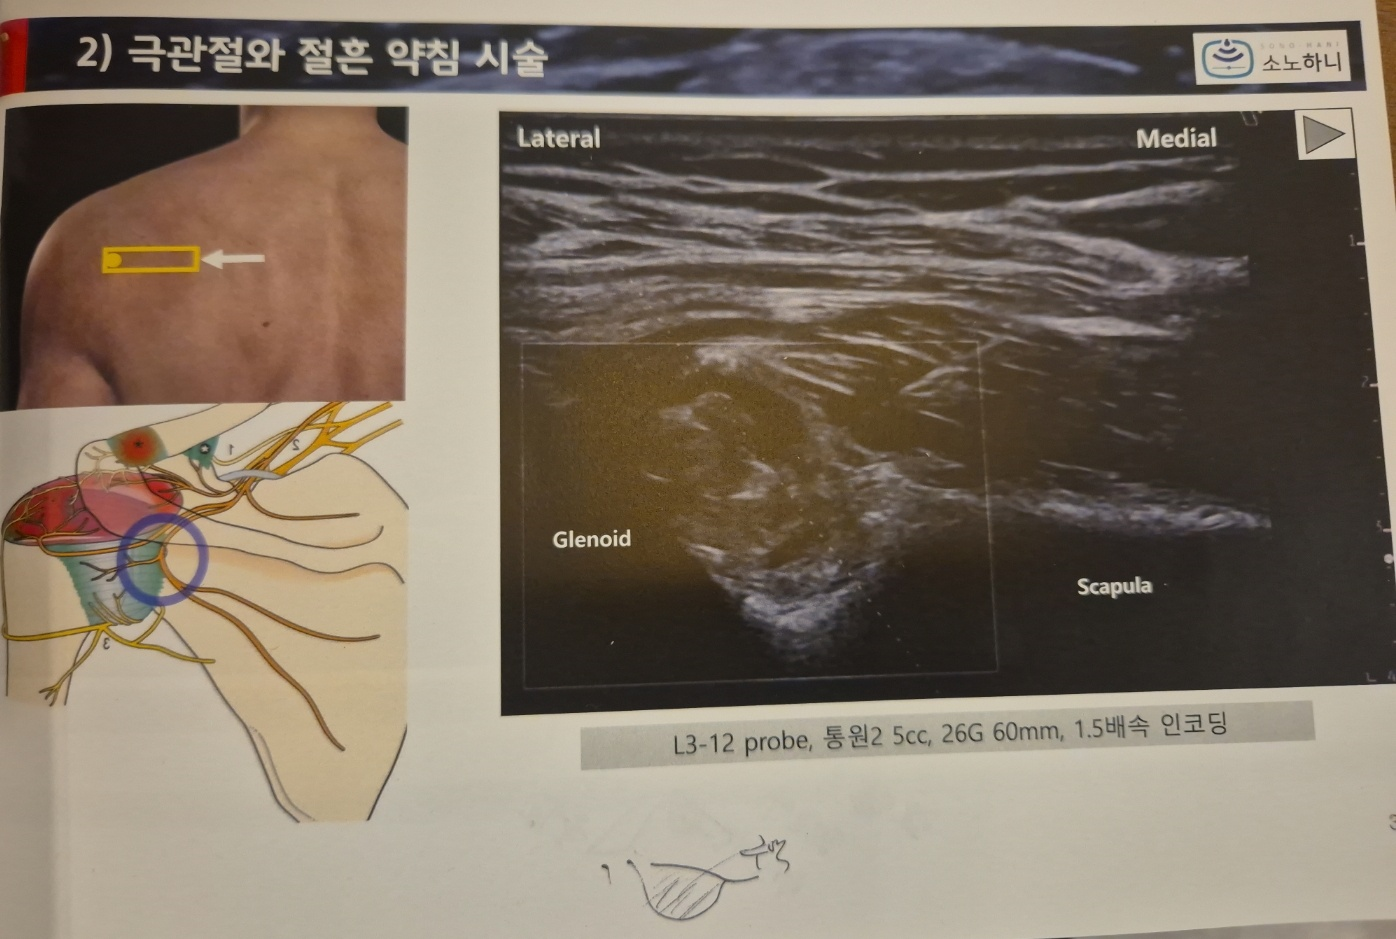 2) 극관절와 절흔 약침 시술
SONO HANI
소노하니
Lateral
Medial
1
2
Glenoid
Scapula
1
2
3
L3-12 probe, 통원2 5cc, 26G 60mm, 1.5배속 인코딩
3